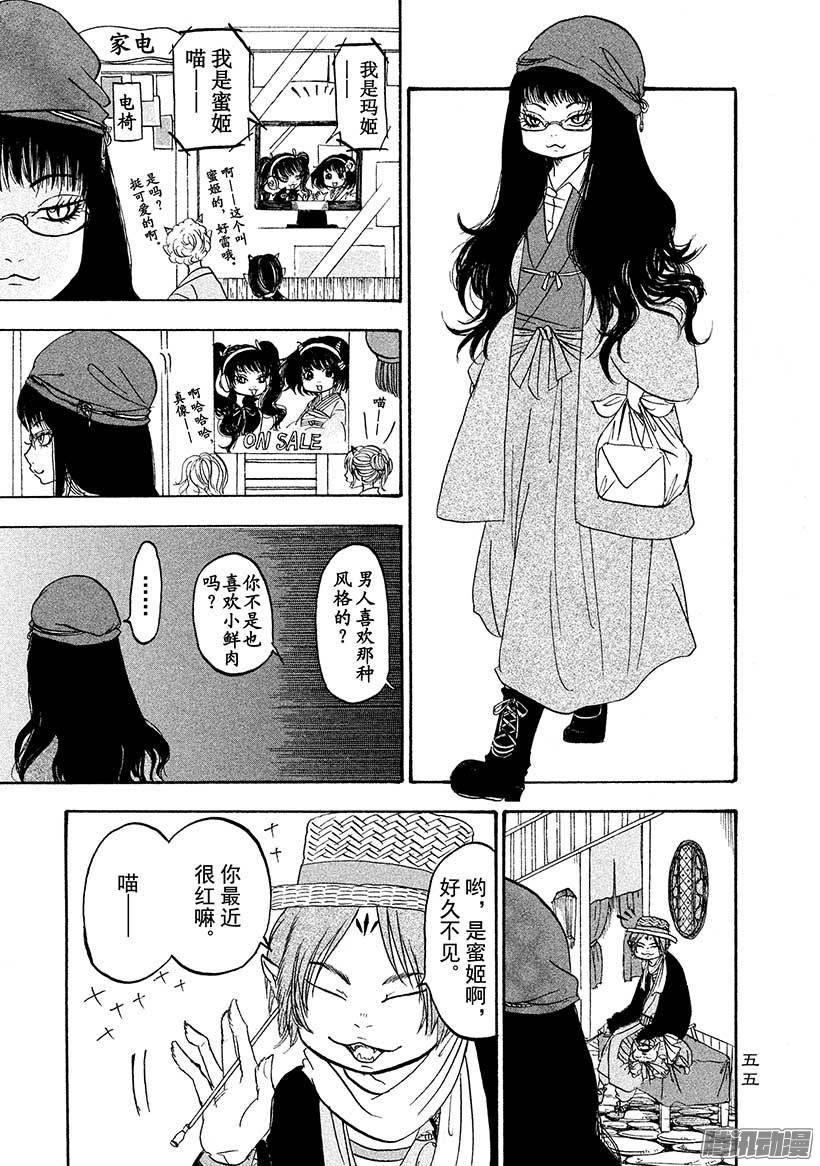 家电
电椅
我是玛姬
——
我是蜜姬
喵——
啊——这个叫
蜜姬的，好雷哦。
是吗？
挺可爱的啊。
喵——
啊哈哈哈
真像——
ON SALE
男人喜欢那种
风格的？
你不是也
喜欢小鲜肉
吗？
……
哟，是蜜姬啊，
好久不见。
你最近
很红嘛。
喵——
五五
腾讯动漫